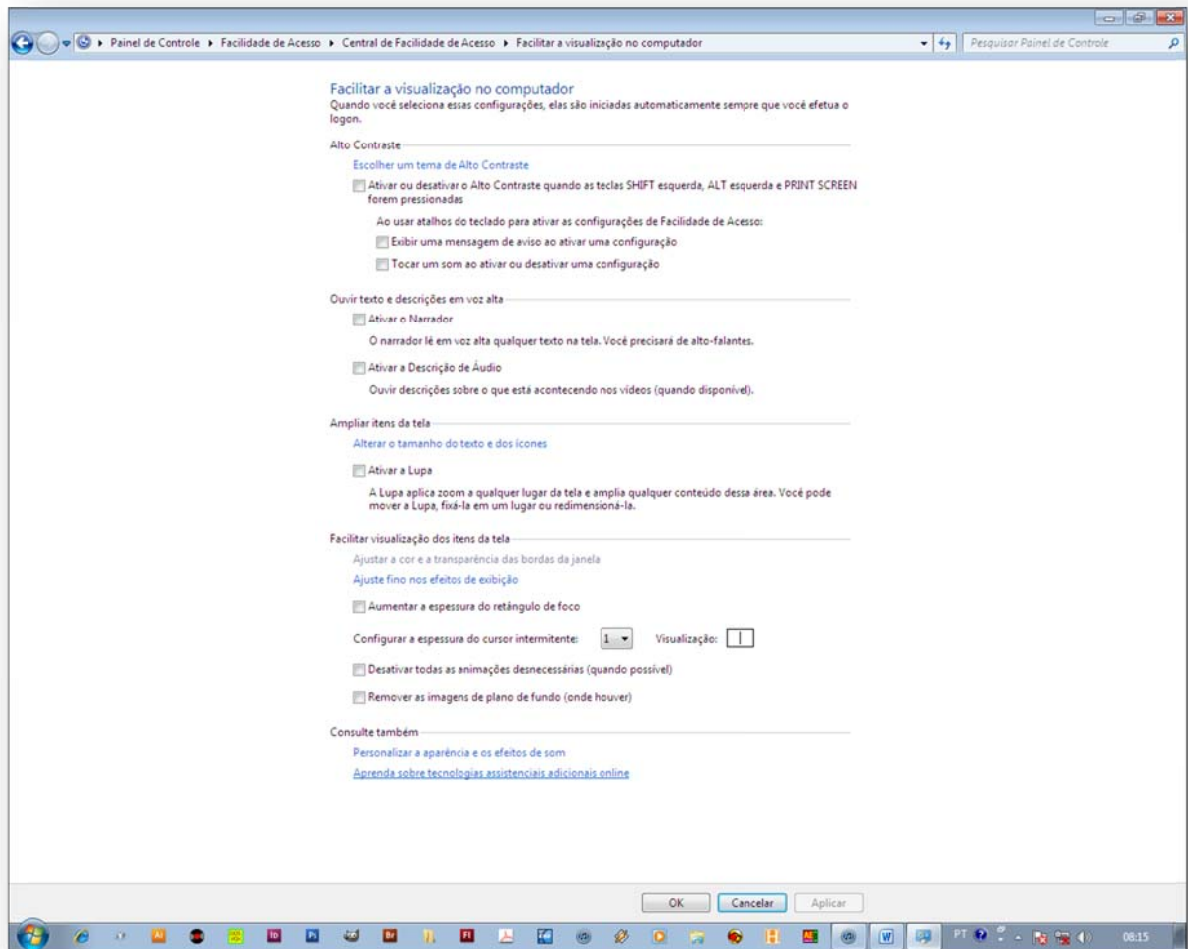 Painel de Controle ▸ Facilidade de Acesso ▸ Central de Facilidade de Acesso ▸ Facilitar a visualização no computador
Pesquisar Painel de Controle
Facilitar a visualização no computador
Quando você seleciona essas configurações, elas são iniciadas automaticamente sempre que você efetua o
logon.
Alto Contraste
Escolher um tema de Alto Contraste
Ativar ou desativar o Alto Contraste quando as teclas SHIFT esquerda, ALT esquerda e PRINT SCREEN
forem pressionadas
Ao usar atalhos do teclado para ativar as configurações de Facilidade de Acesso:
Exibir uma mensagem de aviso ao ativar uma configuração
Tocar um som ao ativar ou desativar uma configuração
Ouvir texto e descrições em voz alta
Ativar o Narrador
O narrador lê em voz alta qualquer texto na tela. Você precisará de alto-falantes.
Ativar a Descrição de Áudio
Ouvir descrições sobre o que está acontecendo nos vídeos (quando disponível).
Ampliar itens da tela
Alterar o tamanho do texto e dos ícones
Ativar a Lupa
A Lupa aplica zoom a qualquer lugar da tela e amplia qualquer conteúdo dessa área. Você pode
mover a Lupa, fixá-la em um lugar ou redimensioná-la.
Facilitar visualização dos itens da tela
Ajustar a cor e a transparência das bordas da janela
Ajuste fino nos efeitos de exibição
Aumentar a espessura do retângulo de foco
Configurar a espessura do cursor intermitente: 1 Visualização:
Desativar todas as animações desnecessárias (quando possível)
Remover as imagens de plano de fundo (onde houver)
Consulte também
Personalizar a aparência e os efeitos de som
Aprenda sobre tecnologias assistenciais adicionais online
OK Cancelar Aplicar
Ai Id Ps Br Fl W PT 08:15